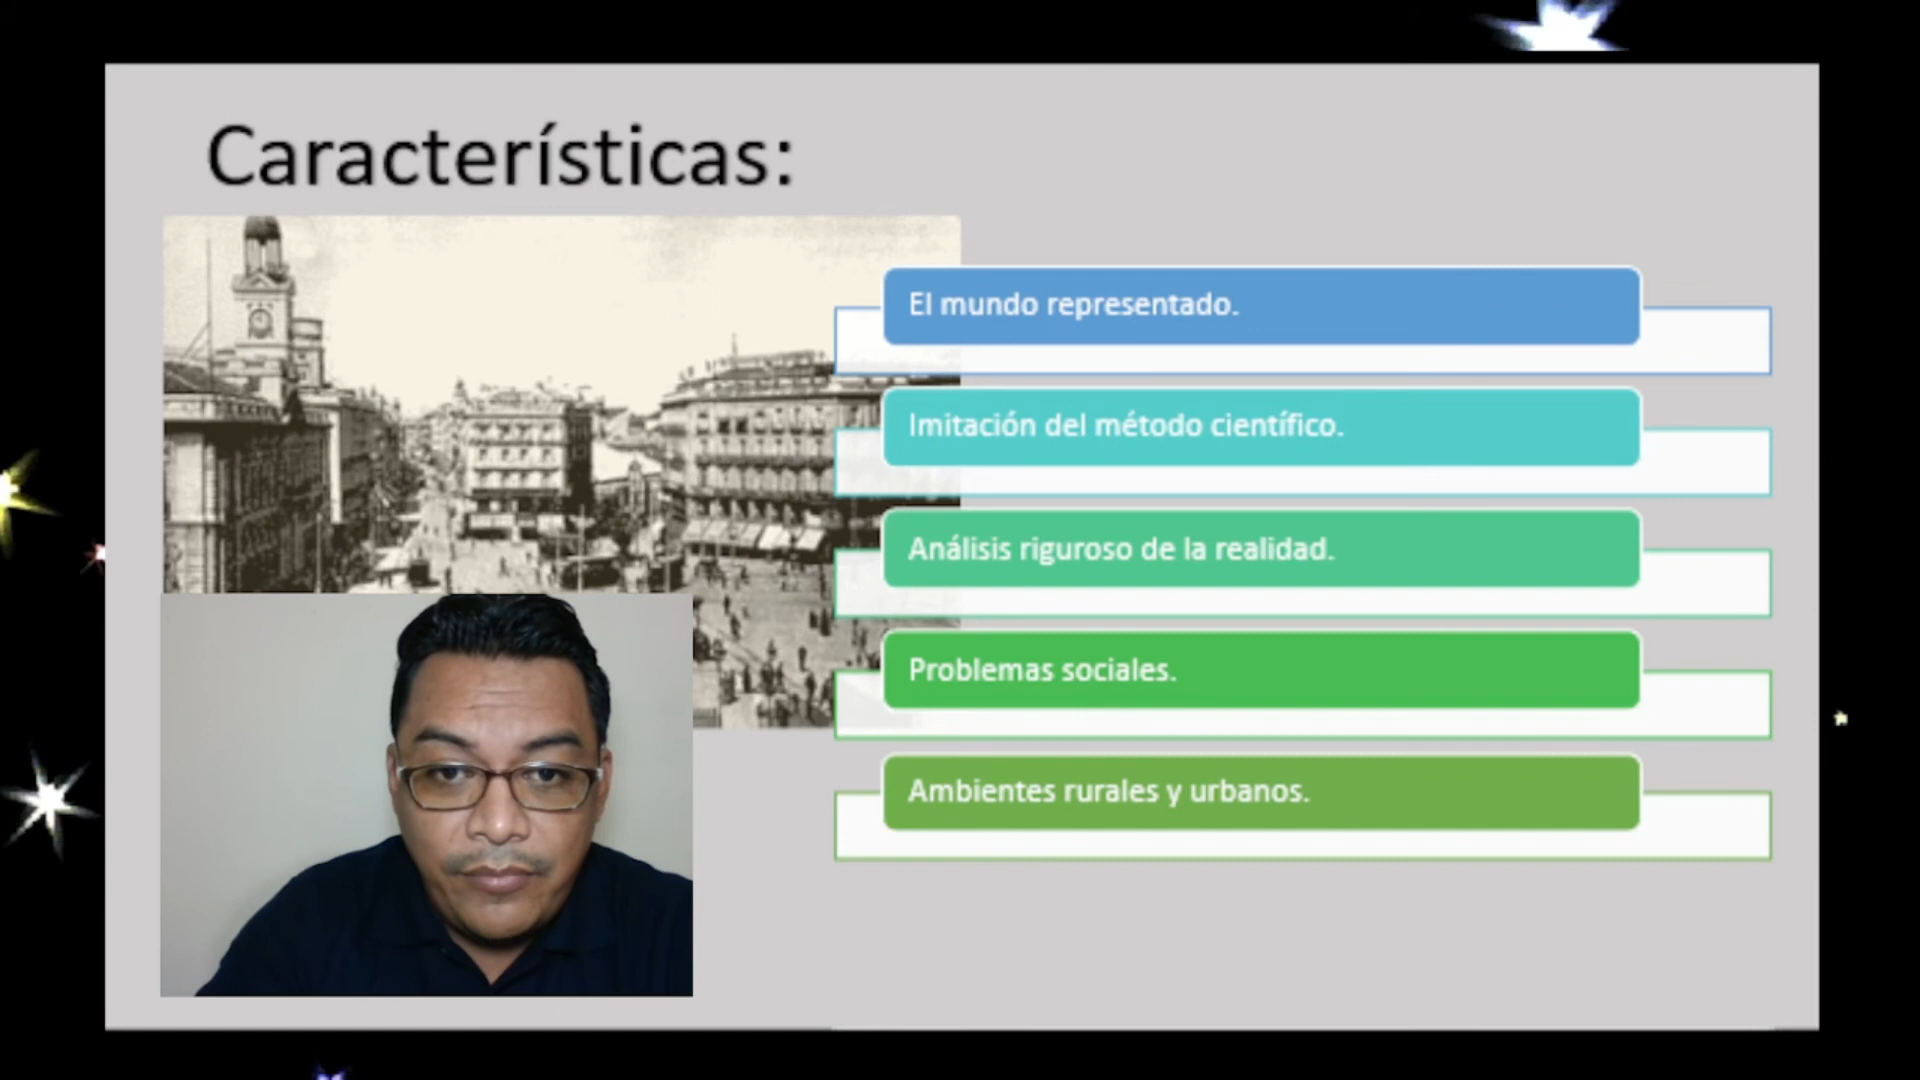 Características:
El mundo representado.
Imitación del método científico.
Análisis riguroso de la realidad.
Problemas sociales.
Ambientes rurales y urbanos.